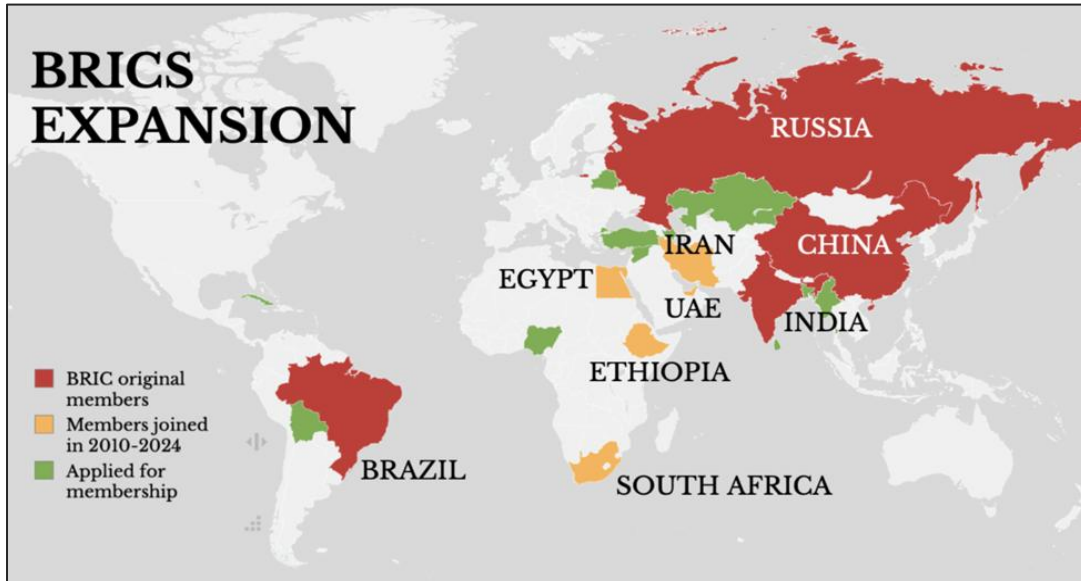 BRICS
EXPANSION
RUSSIA
CHINA
IRAN
EGYPT
UAE
INDIA
ETHIOPIA
BRAZIL
SOUTH AFRICA
BRIC original
members
Members joined
in 2010-2024
Applied for
membership